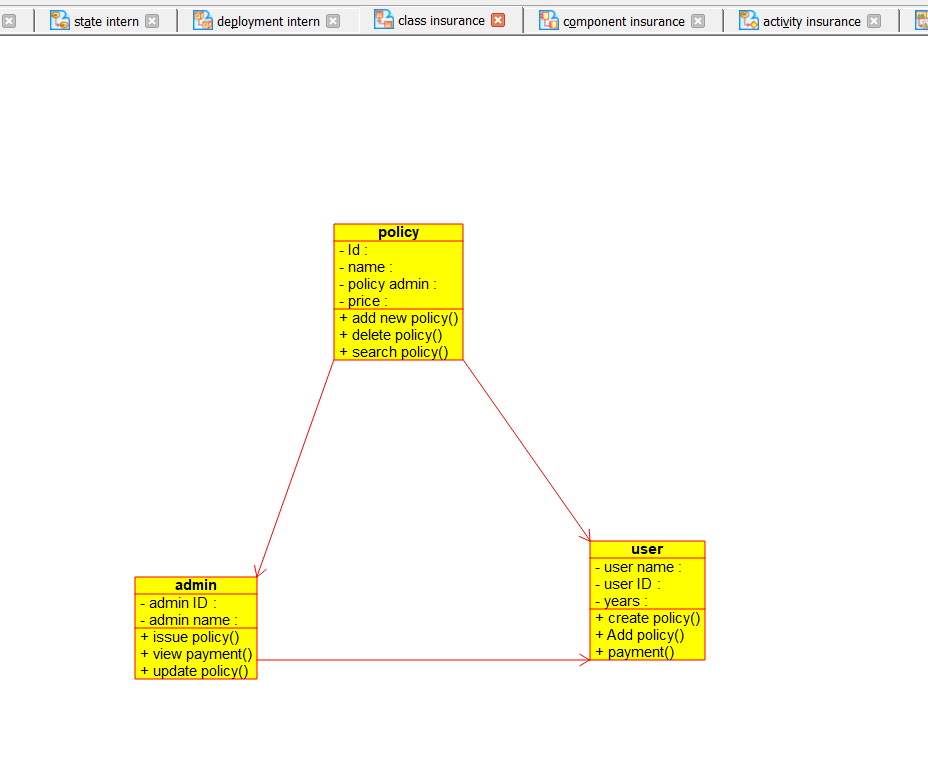 state intern
deployment intern
class insurance
component insurance
activity insurance
policy
- Id :
- name :
- policy admin :
- price :
+ add new policy()
+ delete policy()
+ search policy()
user
- user name :
- user ID :
- years :
+ create policy()
+ Add policy()
+ payment()
admin
- admin ID :
- admin name :
+ issue policy()
+ view payment()
+ update policy()